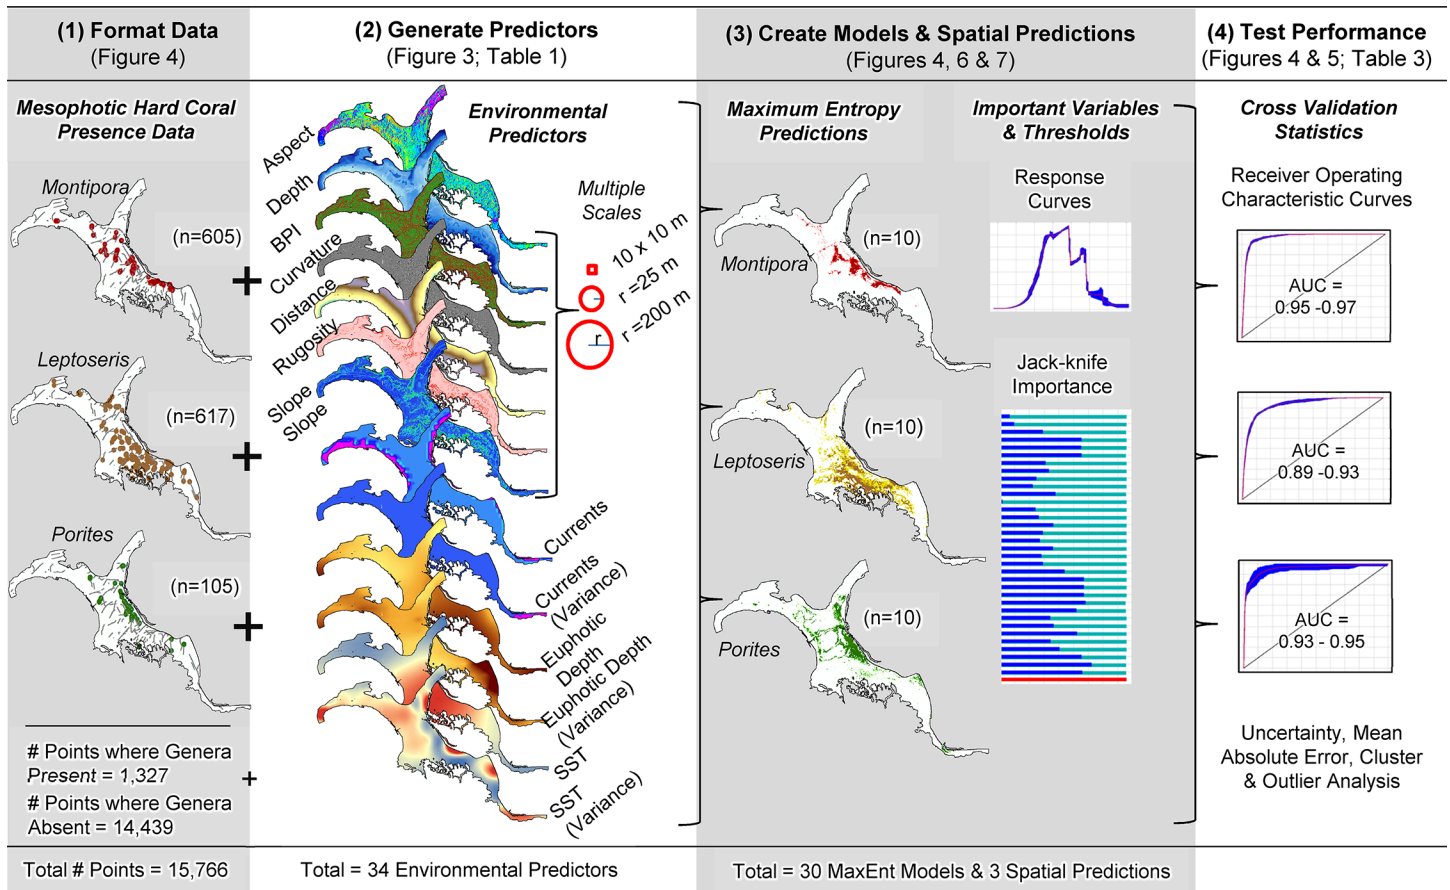 (1) Format Data
(Figure 4)
Mesophotic Hard Coral
Presence Data
Montipora
(n=605)
+
Leptoseris
(n=617)
+
Porites
(n=105)
+
# Points where Genera
Present = 1,327
+
# Points where Genera
Absent = 14,439
Total # Points = 15,766
(2) Generate Predictors
(Figure 3; Table 1)
Environmental
Predictors
Aspect
Depth
BPI
Curvature
Distance
Rugosity
Slope
Slope
Multiple
Scales
10 x 10 m
r =25 m
r =200 m
r
Currents
Currents
(Variance)
Euphotic
Depth
Euphotic Depth
(Variance)
SST
SST
(Variance)
Total = 34 Environmental Predictors
(3) Create Models & Spatial Predictions
(Figures 4, 6 & 7)
Maximum Entropy
Predictions
Montipora
(n=10)
Leptoseris
(n=10)
Porites
(n=10)
Important Variables
& Thresholds
Response
Curves
Jack-knife
Importance
Total = 30 MaxEnt Models & 3 Spatial Predictions
(4) Test Performance
(Figures 4 & 5; Table 3)
Cross Validation
Statistics
Receiver Operating
Characteristic Curves
AUC =
0.95 -0.97
AUC =
0.89 -0.93
AUC =
0.93 - 0.95
Uncertainty, Mean
Absolute Error, Cluster
& Outlier Analysis